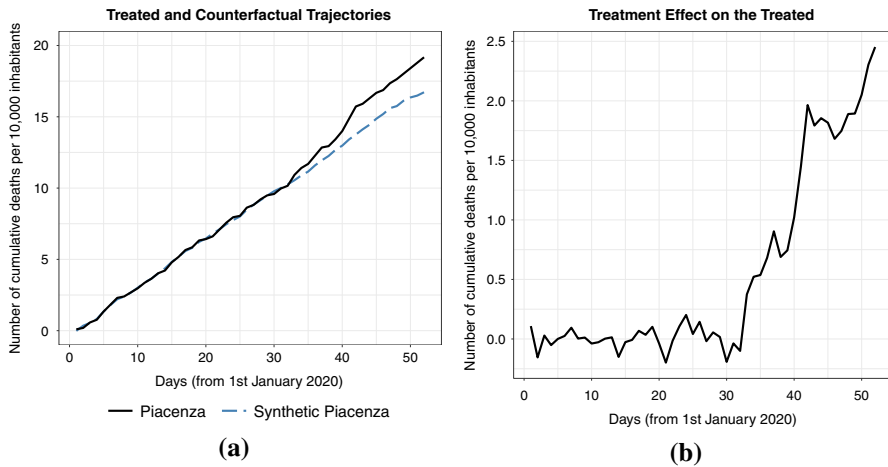 Treated and Counterfactual Trajectories
Number of cumulative deaths per 10,000 inhabitants
20
15
10
5
0
0 10 20 30 40 50
Days (from 1st January 2020)
Piacenza Synthetic Piacenza
(a)
Treatment Effect on the Treated
Number of cumulative deaths per 10,000 inhabitants
2.5
2.0
1.5
1.0
0.5
0.0
0 10 20 30 40 50
Days (from 1st January 2020)
(b)